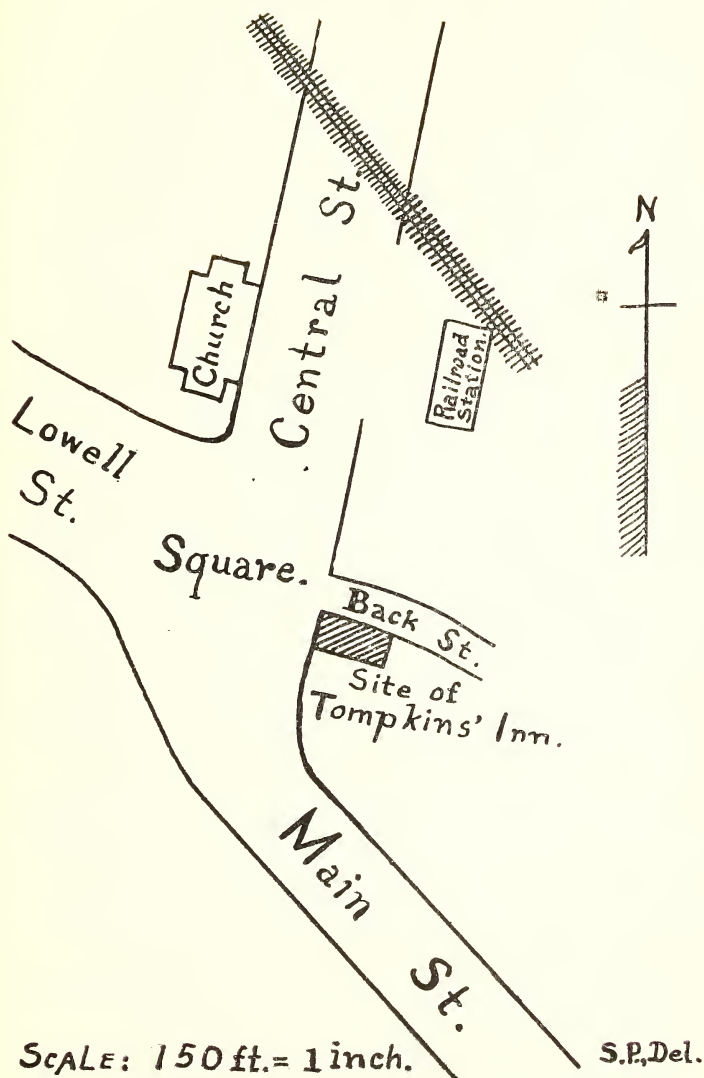 N
Central St.
Church
Railroad
Station.
Lowell
St.
Square.
Back St.
Site of
Tompkins' Inn.
Main St.
SCALE: 150 ft. = 1 inch.
S.P., Del.